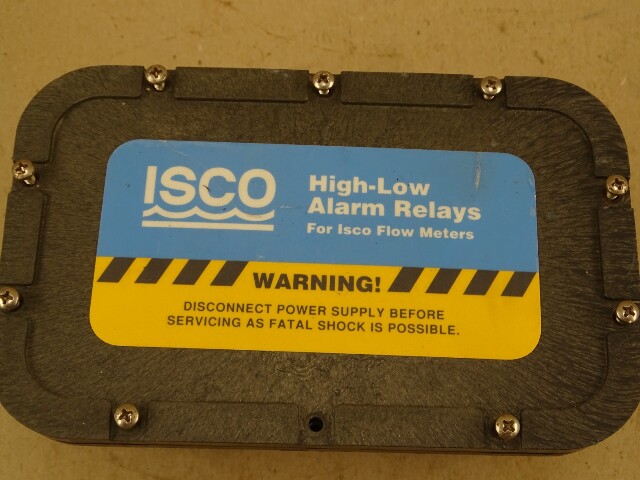 ISCO
High-Low
Alarm Relays
For Isco Flow Meters
WARNING!
DISCONNECT POWER SUPPLY BEFORE
SERVICING AS FATAL SHOCK IS POSSIBLE.